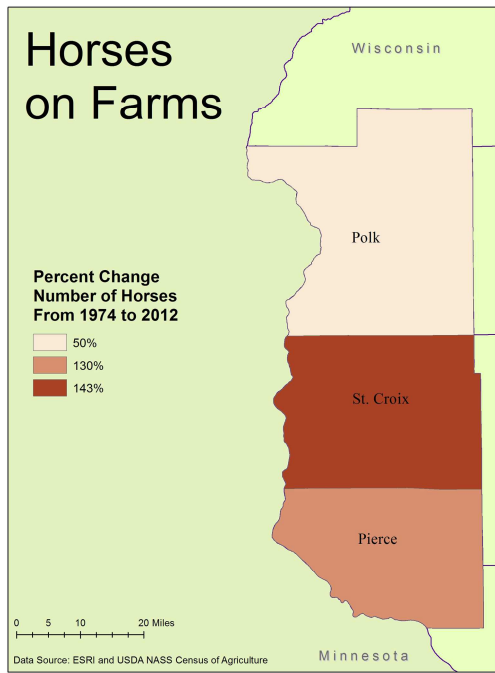 Horses
on Farms
Wisconsin
Polk
Percent Change
Number of Horses
From 1974 to 2012
50%
130%
143%
St. Croix
Pierce
0 5 10 20 Miles
Data Source: ESRI and USDA NASS Census of Agriculture
Minnesota